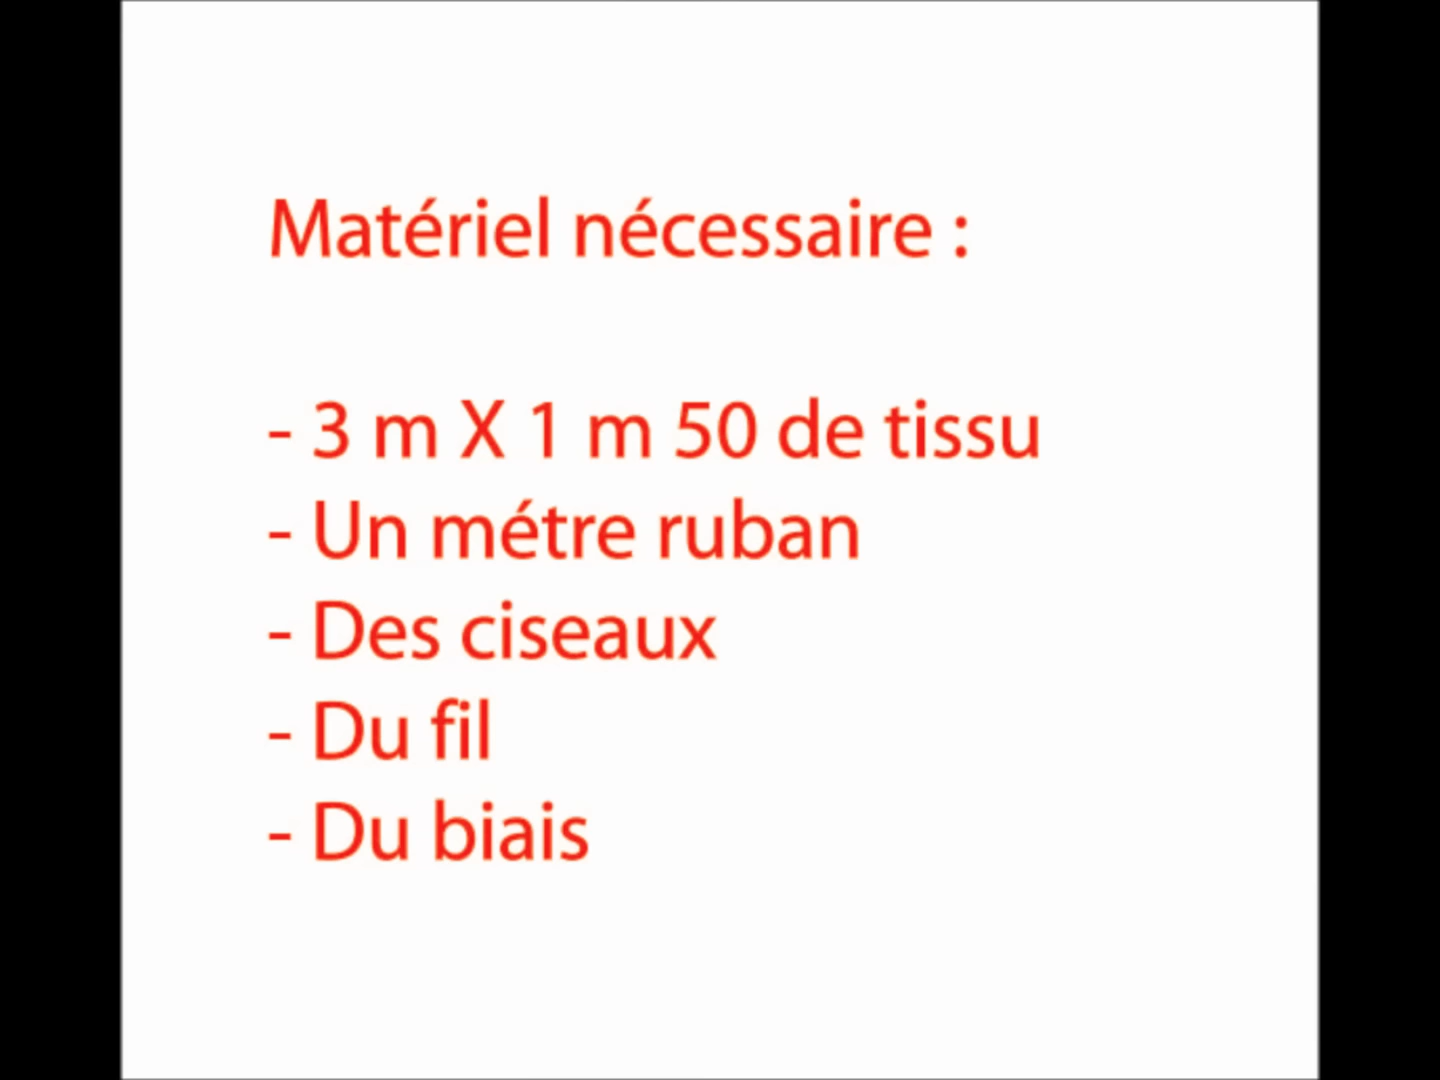 Matériel nécessaire :
- 3 m X 1 m 50 de tissu
- Un métre ruban
- Des ciseaux
- Du fil
- Du biais